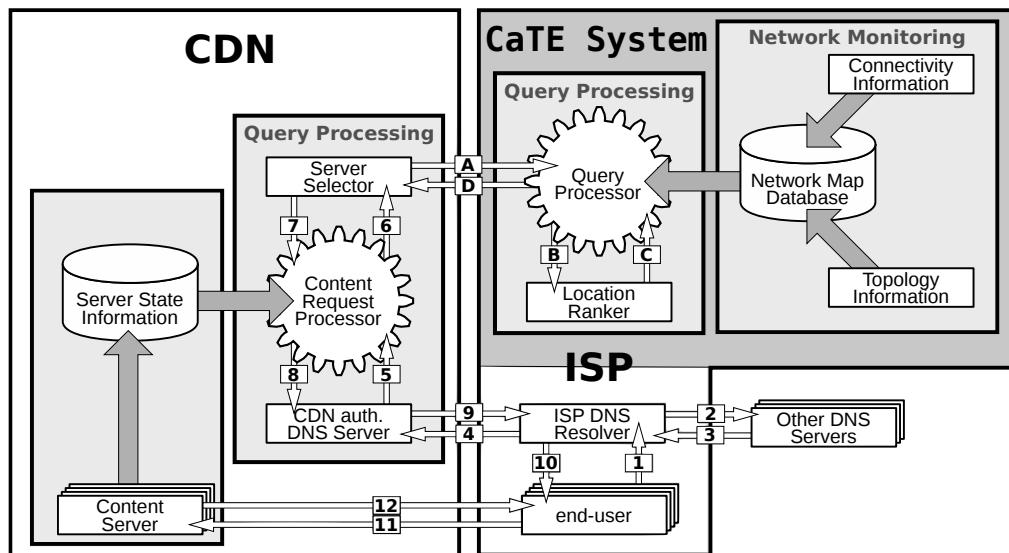 CDN
CaTE System
Network Monitoring
Connectivity
Information
Query Processing
Query Processing
Server
Selector
A
D
Query
Processor
Network Map
Database
7
6
B
C
Server State
Information
Content
Request
Processor
Location
Ranker
Topology
Information
ISP
8
5
CDN auth.
DNS Server
9
4
ISP DNS
Resolver
2
3
Other DNS
Servers
10
1
Content
Server
12
11
end-user